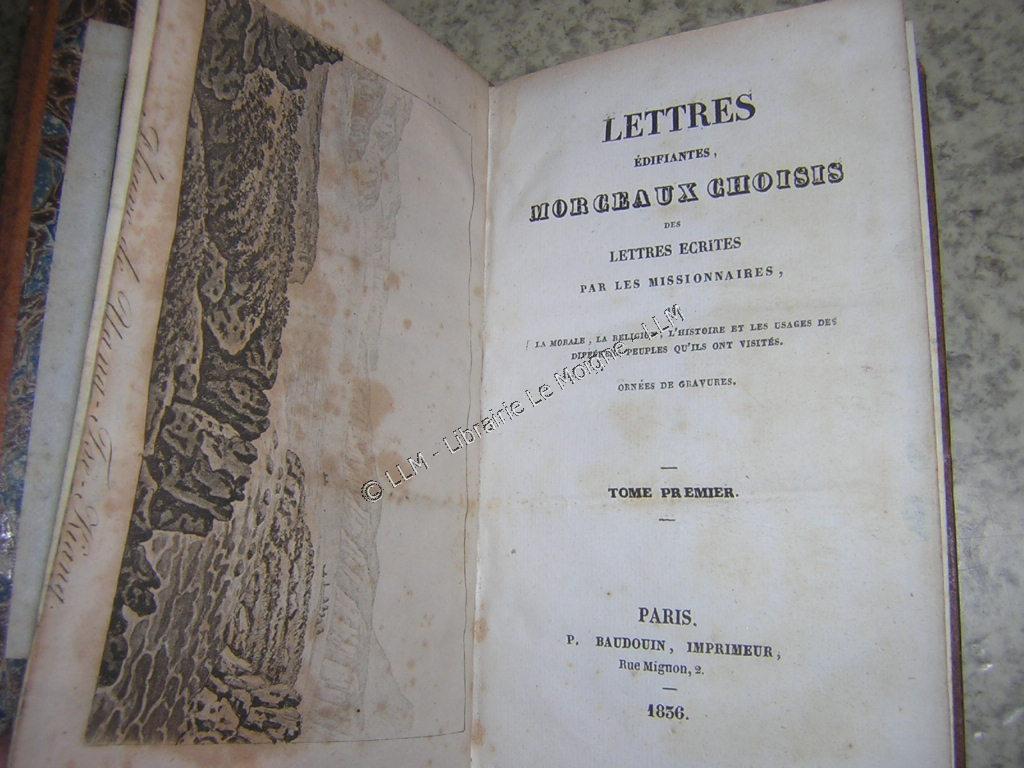 LETTRES
ÉDIFIANTES,
MORCEAUX CHOISIS
DES
LETTRES ECRITES
PAR LES MISSIONNAIRES,
LA MORALE, LA RELIGION, L'HISTOIRE ET LES USAGES DES
PEUPLES QU'ILS ONT VISITÉS.
ORNÉES DE GRAVURES.
TOME PREMIER.
PARIS.
P. BAUDOUIN, IMPRIMEUR,
Rue Mignon, 2.
1836.
© LLM - Librairie Le Moigne - LLM